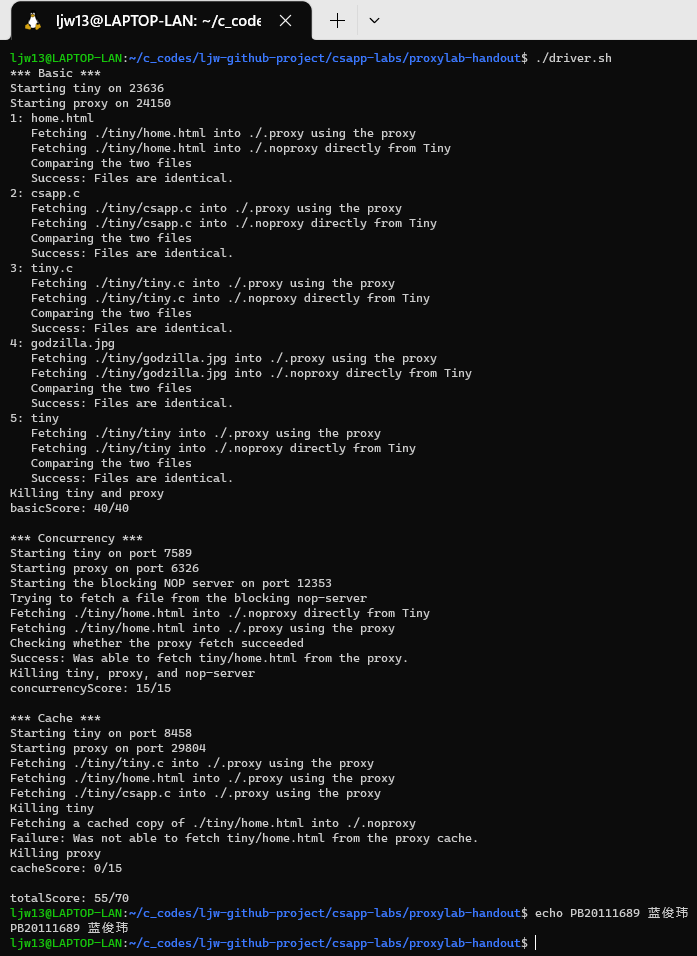 ljw13@LAPTOP-LAN: ~/c_code
ljw13@LAPTOP-LAN:~/c_codes/ljw-github-project/csapp-labs/proxylab-handout$ ./driver.sh
*** Basic ***
Starting tiny on 23636
Starting proxy on 24150
1: home.html
   Fetching ./tiny/home.html into ./.proxy using the proxy
   Fetching ./tiny/home.html into ./.noproxy directly from Tiny
   Comparing the two files
   Success: Files are identical.
2: csapp.c
   Fetching ./tiny/csapp.c into ./.proxy using the proxy
   Fetching ./tiny/csapp.c into ./.noproxy directly from Tiny
   Comparing the two files
   Success: Files are identical.
3: tiny.c
   Fetching ./tiny/tiny.c into ./.proxy using the proxy
   Fetching ./tiny/tiny.c into ./.noproxy directly from Tiny
   Comparing the two files
   Success: Files are identical.
4: godzilla.jpg
   Fetching ./tiny/godzilla.jpg into ./.proxy using the proxy
   Fetching ./tiny/godzilla.jpg into ./.noproxy directly from Tiny
   Comparing the two files
   Success: Files are identical.
5: tiny
   Fetching ./tiny/tiny into ./.proxy using the proxy
   Fetching ./tiny/tiny into ./.noproxy directly from Tiny
   Comparing the two files
   Success: Files are identical.
Killing tiny and proxy
basicScore: 40/40

*** Concurrency ***
Starting tiny on port 7589
Starting proxy on port 6326
Starting the blocking NOP server on port 12353
Trying to fetch a file from the blocking nop-server
Fetching ./tiny/home.html into ./.noproxy directly from Tiny
Fetching ./tiny/home.html into ./.proxy using the proxy
Checking whether the proxy fetch succeeded
Success: Was able to fetch tiny/home.html from the proxy.
Killing tiny, proxy, and nop-server
concurrencyScore: 15/15

*** Cache ***
Starting tiny on port 8458
Starting proxy on port 29804
Fetching ./tiny/tiny.c into ./.proxy using the proxy
Fetching ./tiny/home.html into ./.proxy using the proxy
Fetching ./tiny/csapp.c into ./.proxy using the proxy
Killing tiny
Fetching a cached copy of ./tiny/home.html into ./.noproxy
Failure: Was not able to fetch tiny/home.html from the proxy cache.
Killing proxy
cacheScore: 0/15

totalScore: 55/70
ljw13@LAPTOP-LAN:~/c_codes/ljw-github-project/csapp-labs/proxylab-handout$ echo PB20111689 蓝俊玮
PB20111689 蓝俊玮
ljw13@LAPTOP-LAN:~/c_codes/ljw-github-project/csapp-labs/proxylab-handout$